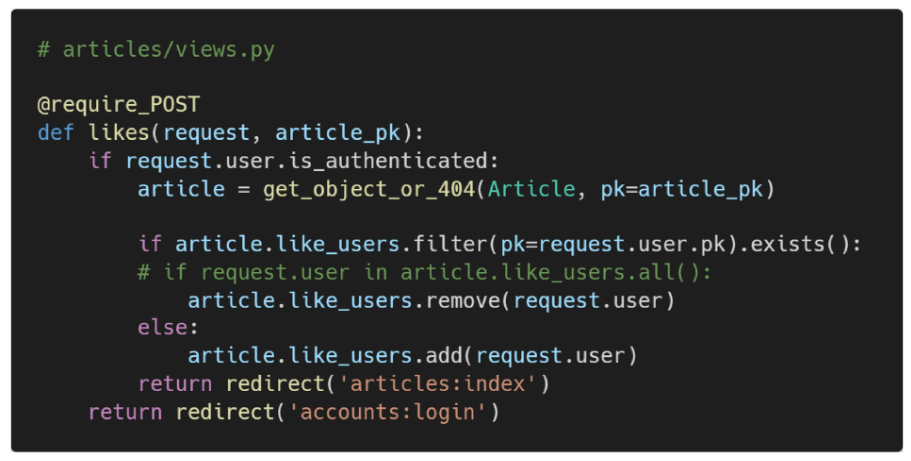 # articles/views.py
@require_POST
def likes(request, article_pk):
    if request.user.is_authenticated:
        article = get_object_or_404(Article, pk=article_pk)
        if article.like_users.filter(pk=request.user.pk).exists():
        # if request.user in article.like_users.all():
            article.like_users.remove(request.user)
        else:
            article.like_users.add(request.user)
        return redirect('articles:index')
    return redirect('accounts:login')